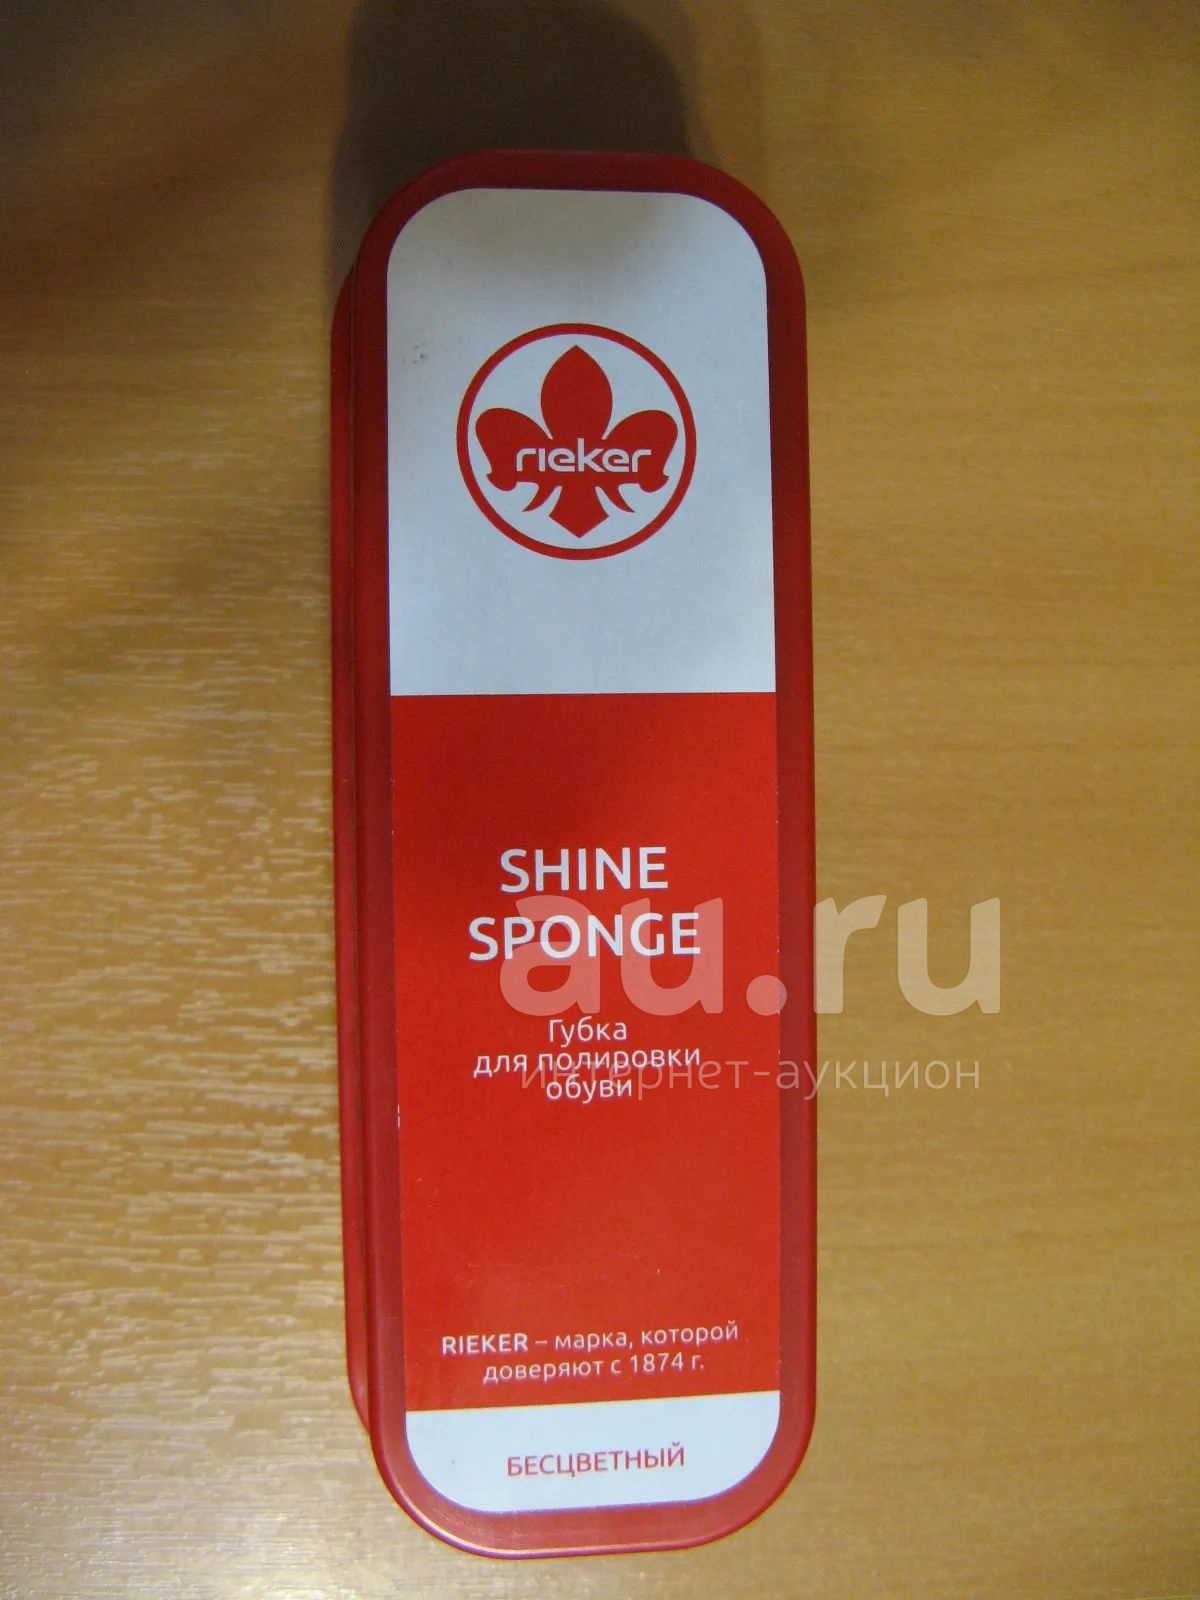 rieker
SHINE
SPONGE
au.ru
Губка
для полировки
интернет-аукцион
обуви
RIEKER – марка, которой
доверяют с 1874 г.
БЕСЦВЕТНЫЙ